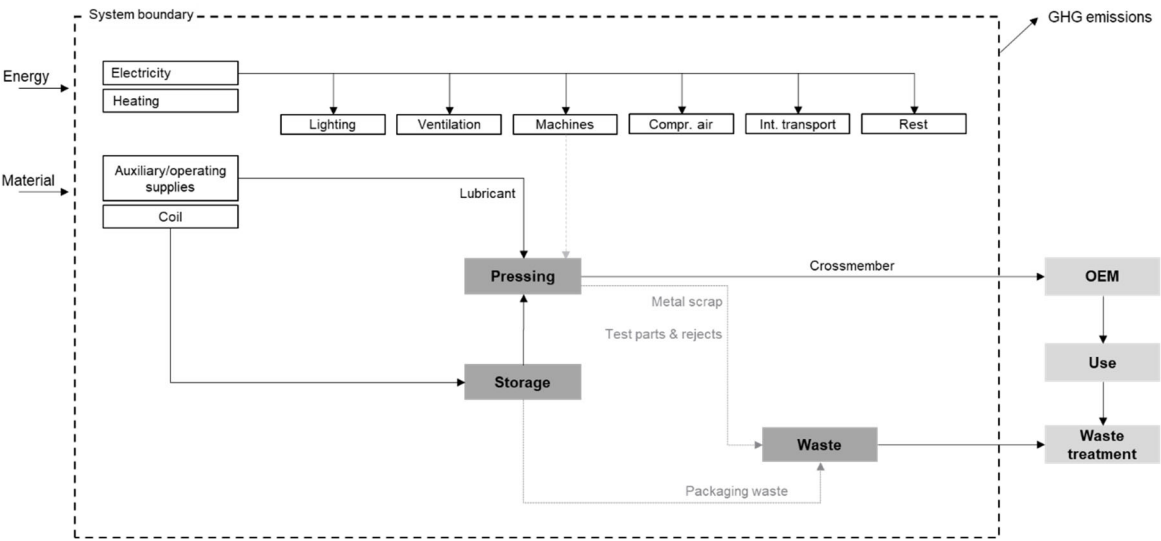 System boundary
GHG emissions
Energy
Electricity
Heating
Lighting
Ventilation
Machines
Compr. air
Int. transport
Rest
Material
Auxiliary/operating
supplies
Coil
Lubricant
Pressing
Crossmember
OEM
Metal scrap
Test parts & rejects
Use
Storage
Waste
Waste
treatment
Packaging waste